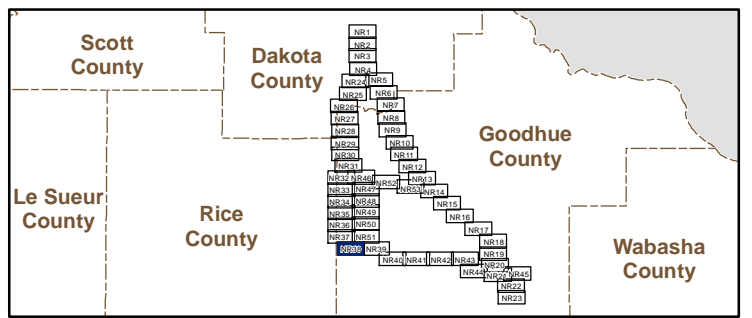 Scott
County
Dakota
County
Goodhue
County
Le Sueur
County
Rice
County
Wabasha
County
NR1
NR2
NR3
NR4
NR24
NR5
NR25
NR6
NR26
NR7
NR27
NR8
NR28
NR9
NR29
NR10
NR30
NR11
NR31
NR12
NR32
NR46
NR52
NR13
NR33
NR47
NR53
NR14
NR34
NR48
NR15
NR35
NR49
NR16
NR36
NR50
NR17
NR37
NR51
NR18
NR38
NR39
NR19
NR40
NR41
NR42
NR43
NR20
NR44
NR21
NR45
NR22
NR23